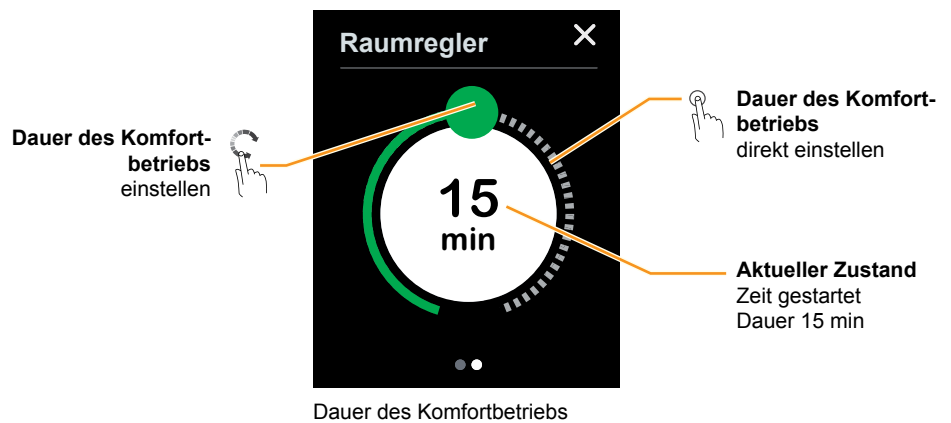 Raumregler
Dauer des Komfort-
betriebs
einstellen
Dauer des Komfort-
betriebs
direkt einstellen
15
min
Aktueller Zustand
Zeit gestartet
Dauer 15 min
Dauer des Komfortbetriebs